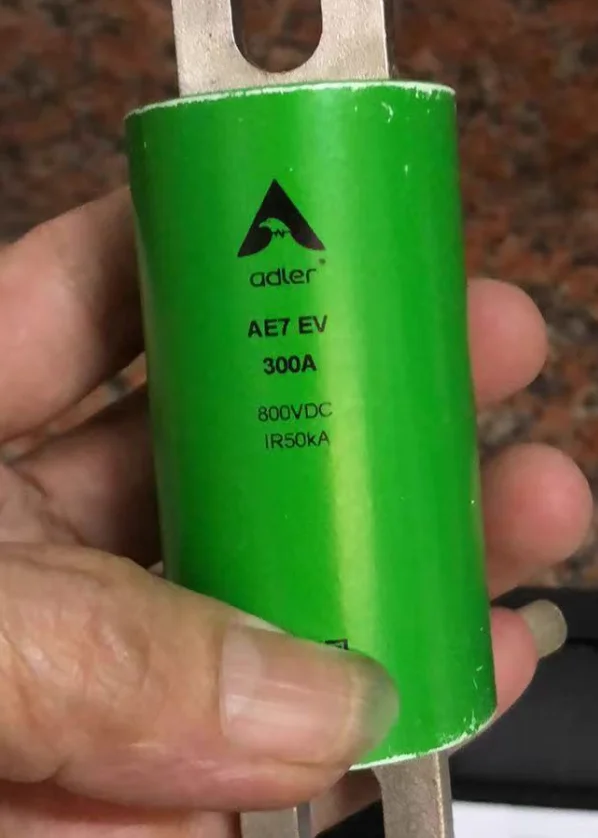 adler
AE7 EV
300A
800VDC
IR50kA